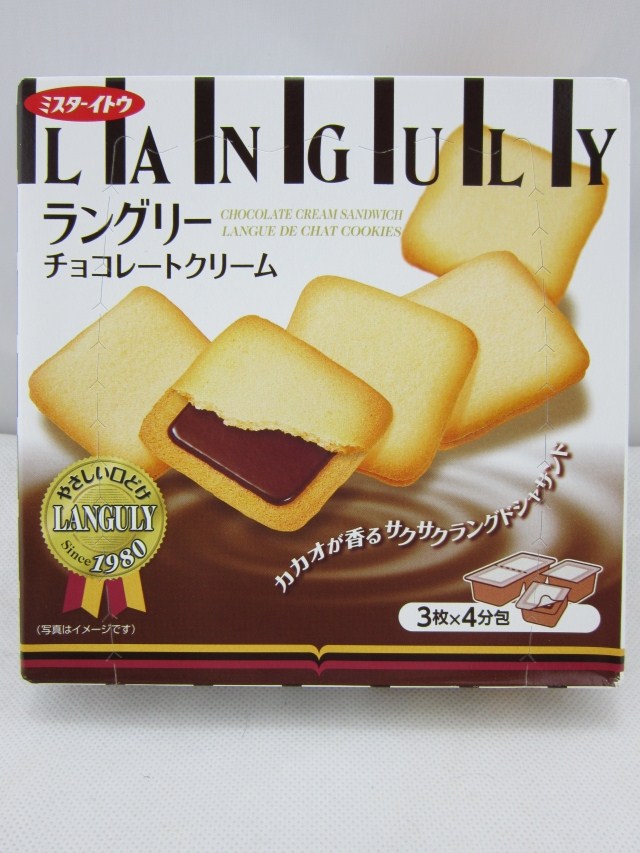 ミスターイトウ
LANGULY
ラングリー
CHOCOLATE CREAM SANDWICH
LANGUE DE CHAT COOKIES
チョコレートクリーム
やさしい口どけ
LANGULY
Since 1980
カカオが香るサクサクラングドシャサンド
3枚×4分包
(写真はイメージです)